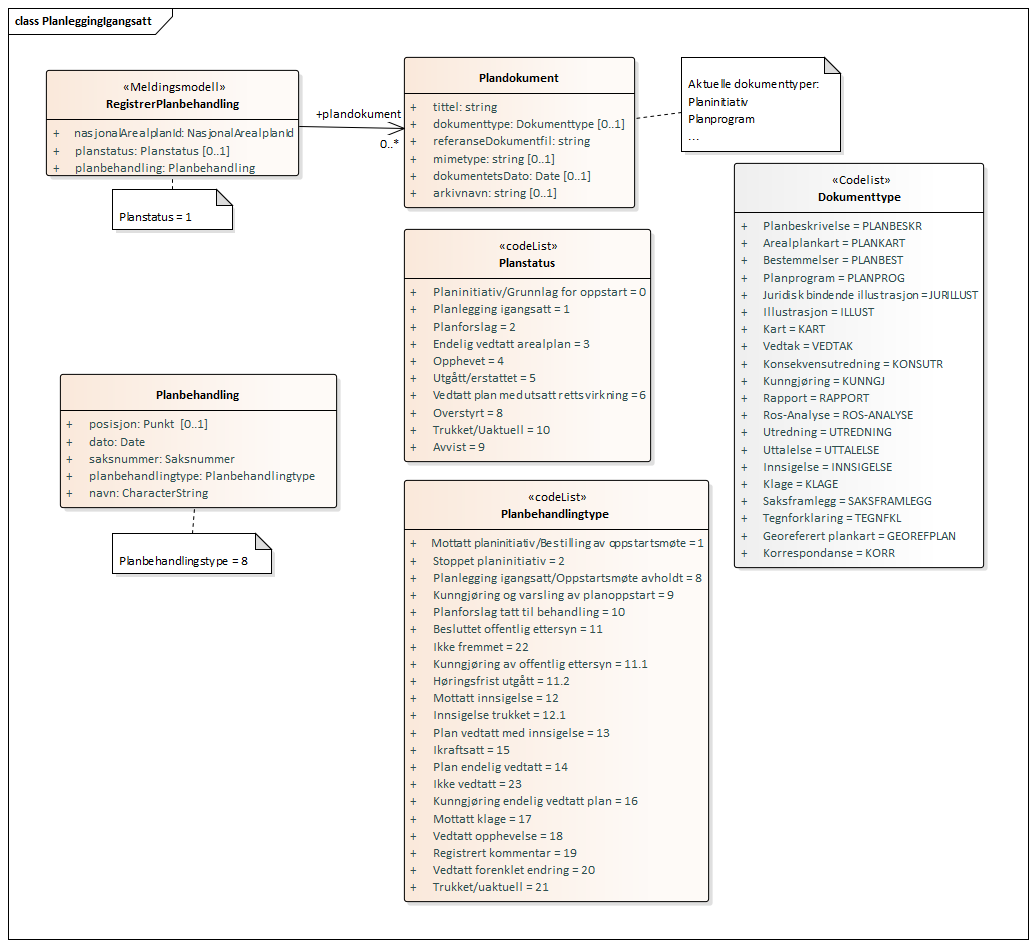 class PlanleggingIgangsatt
«Meldingsmodell»
RegistrerPlanbehandling
+ nasjonalArealplanId: NasjonalArealplanId
+ planstatus: Planstatus [0..1]
+ planbehandling: Planbehandling
Planstatus = 1
+plandokument
0..*
Plandokument
+ tittel: string
+ dokumenttype: Dokumenttype [0..1]
+ referanseDokumentfil: string
+ mimetype: string [0..1]
+ dokumentetsDato: Date [0..1]
+ arkivnavn: string [0..1]
Aktuelle dokumenttyper:
Planinitiativ
Planprogram
...
«codeList»
Planstatus
+ Planinitiativ/Grunnlag for oppstart = 0
+ Planlegging igangsatt = 1
+ Planforslag = 2
+ Endelig vedtatt arealplan = 3
+ Opphevet = 4
+ Utgått/erstattet = 5
+ Vedtatt plan med utsatt rettsvirkning = 6
+ Overstyrt = 8
+ Trukket/Uaktuell = 10
+ Avvist = 9
«Codelist»
Dokumenttype
+ Planbeskrivelse = PLANBESKR
+ Arealplankart = PLANKART
+ Bestemmelser = PLANBEST
+ Planprogram = PLANPROG
+ Juridisk bindende illustrasjon = JURILLUST
+ Illustrasjon = ILLUST
+ Kart = KART
+ Vedtak = VEDTAK
+ Konsekvensutredning = KONSUTR
+ Kunngjøring = KUNNGJ
+ Rapport = RAPPORT
+ Ros-Analyse = ROS-ANALYSE
+ Utredning = UTREDNING
+ Uttalelse = UTTALELSE
+ Innsigelse = INNSIGELSE
+ Klage = KLAGE
+ Saksframlegg = SAKSFRAMLEGG
+ Tegnforklaring = TEGNFKL
+ Georeferert plankart = GEOREFPLAN
+ Korrespondanse = KORR
Planbehandling
+ posisjon: Punkt [0..1]
+ dato: Date
+ saksnummer: Saksnummer
+ planbehandlingtype: Planbehandlingtype
+ navn: CharacterString
Planbehandlingstype = 8
«codeList»
Planbehandlingtype
+ Mottatt planinitiativ/Bestilling av oppstartsmøte = 1
+ Stoppet planinitiativ = 2
+ Planlegging igangsatt/Oppstartsmøte avholdt = 8
+ Kunngjøring og varsling av planoppstart = 9
+ Planforslag tatt til behandling = 10
+ Besluttet offentlig ettersyn = 11
+ Ikke fremmet = 22
+ Kunngjøring av offentlig ettersyn = 11.1
+ Høringsfrist utgått = 11.2
+ Mottatt innsigelse = 12
+ Innsigelse trukket = 12.1
+ Plan vedtatt med innsigelse = 13
+ Ikraftsatt = 15
+ Plan endelig vedtatt = 14
+ Ikke vedtatt = 23
+ Kunngjøring endelig vedtatt plan = 16
+ Mottatt klage = 17
+ Vedtatt opphevelse = 18
+ Registrert kommentar = 19
+ Vedtatt forenklet endring = 20
+ Trukket/uaktuell = 21